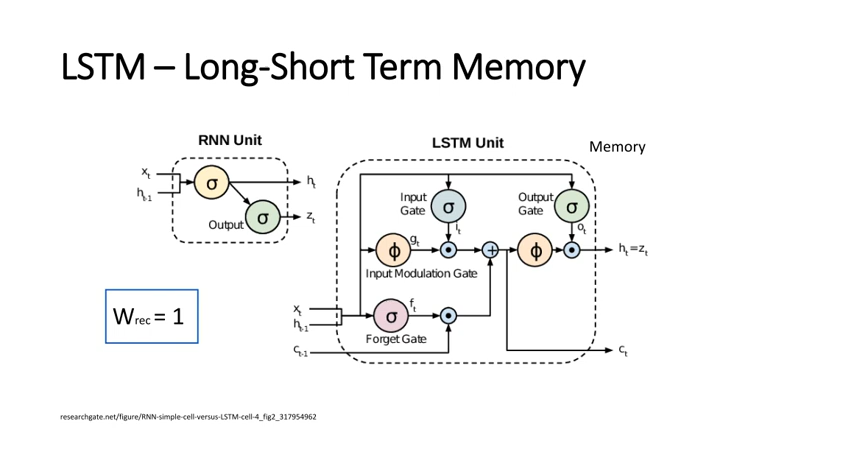 LSTM – Long-Short Term Memory
RNN Unit
LSTM Unit
Memory
xₜ
hₜ₋₁
σ
hₜ
Output
σ
zₜ
Input
Gate
σ
iₜ
Output
Gate
σ
oₜ
ϕ
gₜ
+
ϕ
hₜ=zₜ
Input Modulation Gate
Wrec = 1
xₜ
hₜ₋₁
σ
fₜ
Forget Gate
cₜ₋₁
cₜ
researchgate.net/figure/RNN-simple-cell-versus-LSTM-cell-4_fig2_317954962